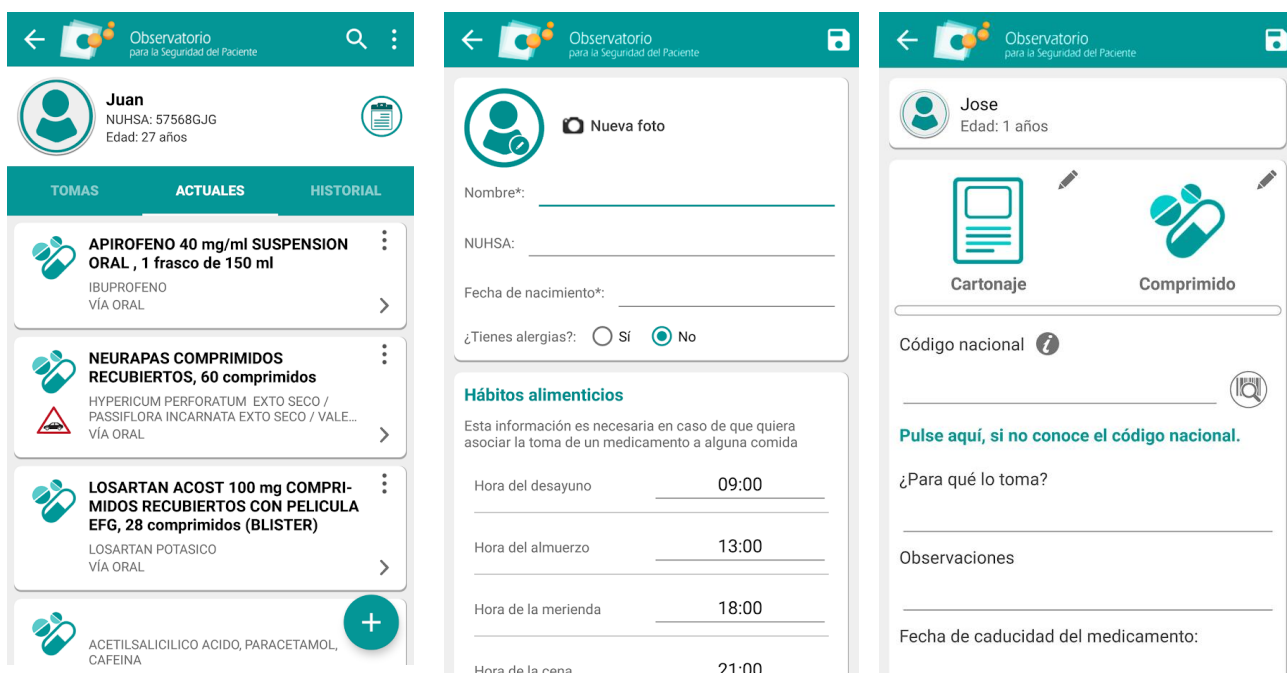 Observatorio
para la Seguridad del Paciente
Juan
NUHSA: 57568GJG
Edad: 27 años
TOMAS
ACTUALES
HISTORIAL
APIROFENO 40 mg/ml SUSPENSION
ORAL , 1 frasco de 150 ml
IBUPROFENO
VÍA ORAL
NEURAPAS COMPRIMIDOS
RECUBIERTOS, 60 comprimidos
HYPERICUM PERFORATUM EXTO SECO /
PASSIFLORA INCARNATA EXTO SECO / VALE...
VÍA ORAL
LOSARTAN ACOST 100 mg COMPRI-
MIDOS RECUBIERTOS CON PELICULA
EFG, 28 comprimidos (BLISTER)
LOSARTAN POTASICO
VÍA ORAL
ACETILSALICILICO ACIDO, PARACETAMOL,
CAFEINA
Observatorio
para la Seguridad del Paciente
Nueva foto
Nombre*:
NUHSA:
Fecha de nacimiento*:
¿Tienes alergias?:
Sí
No
Hábitos alimenticios
Esta información es necesaria en caso de que quiera
asociar la toma de un medicamento a alguna comida
Hora del desayuno 09:00
Hora del almuerzo 13:00
Hora de la merienda 18:00
Hora de la cena 21:00
Observatorio
para la Seguridad del Paciente
Jose
Edad: 1 años
Cartonaje
Comprimido
Código nacional
Pulse aquí, si no conoce el código nacional.
¿Para qué lo toma?
Observaciones
Fecha de caducidad del medicamento: